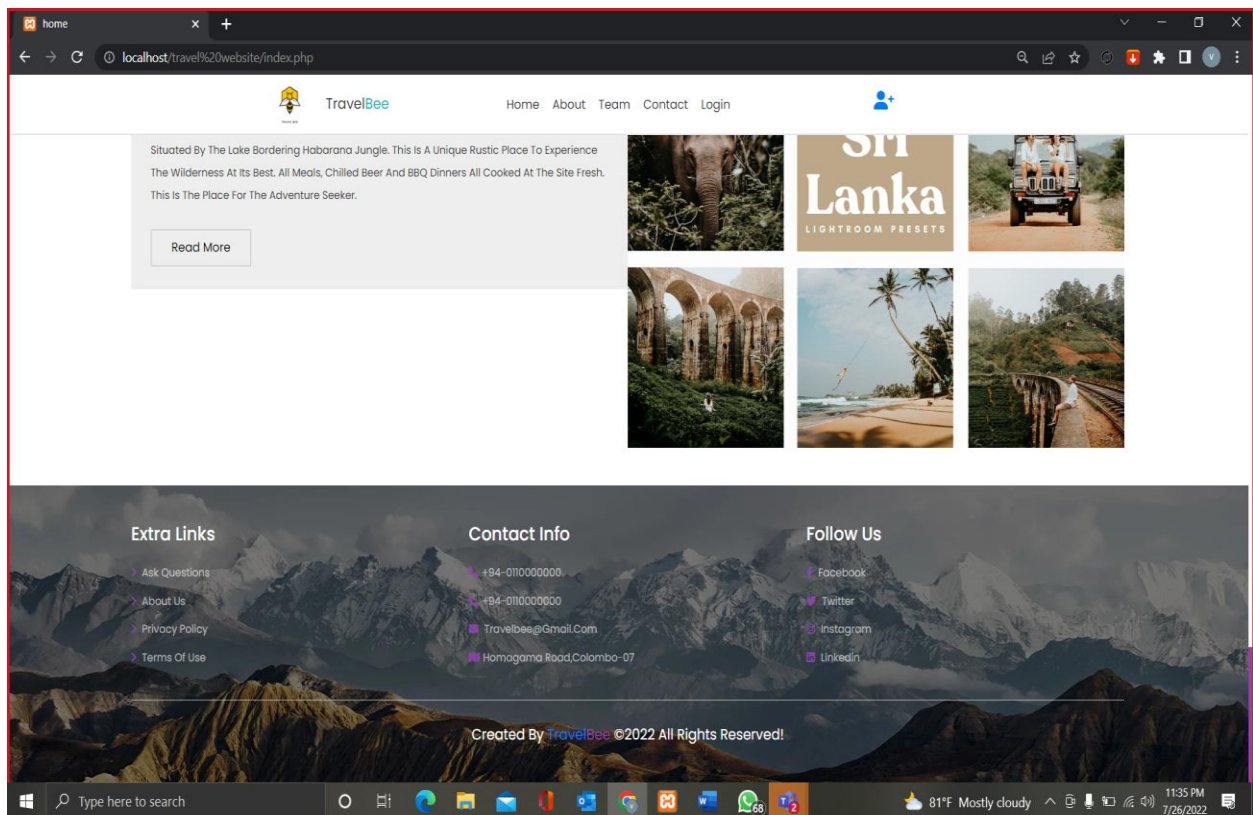 home
localhost/travel%20website/index.php
TravelBee
Home About Team Contact Login
Situated By The Lake Bordering Habarana Jungle. This Is A Unique Rustic Place To Experience
The Wilderness At Its Best. All Meals, Chilled Beer And BBQ Dinners All Cooked At The Site Fresh.
This Is The Place For The Adventure Seeker.
Read More
Sri
Lanka
LIGHTROOM PRESETS
Extra Links
Ask Questions
About Us
Privacy Policy
Terms Of Use
Contact Info
+94-0110000000
+94-0110000000
Travelbee@Gmail.Com
Homagama Road,Colombo-07
Follow Us
Facebook
Twitter
Instagram
Linkedin
Created By TravelBee ©2022 All Rights Reserved!
Type here to search
68
2
81°F Mostly cloudy
11:35 PM
7/26/2022